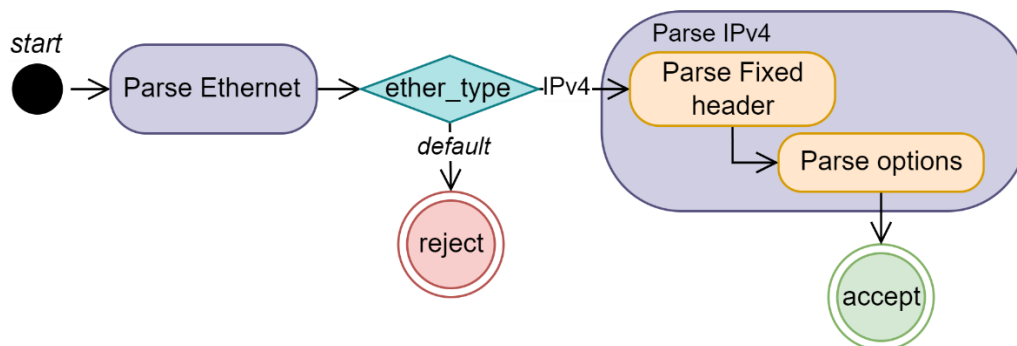 start
Parse Ethernet
ether_type
IPv4
default
reject
Parse IPv4
Parse Fixed
header
Parse options
accept